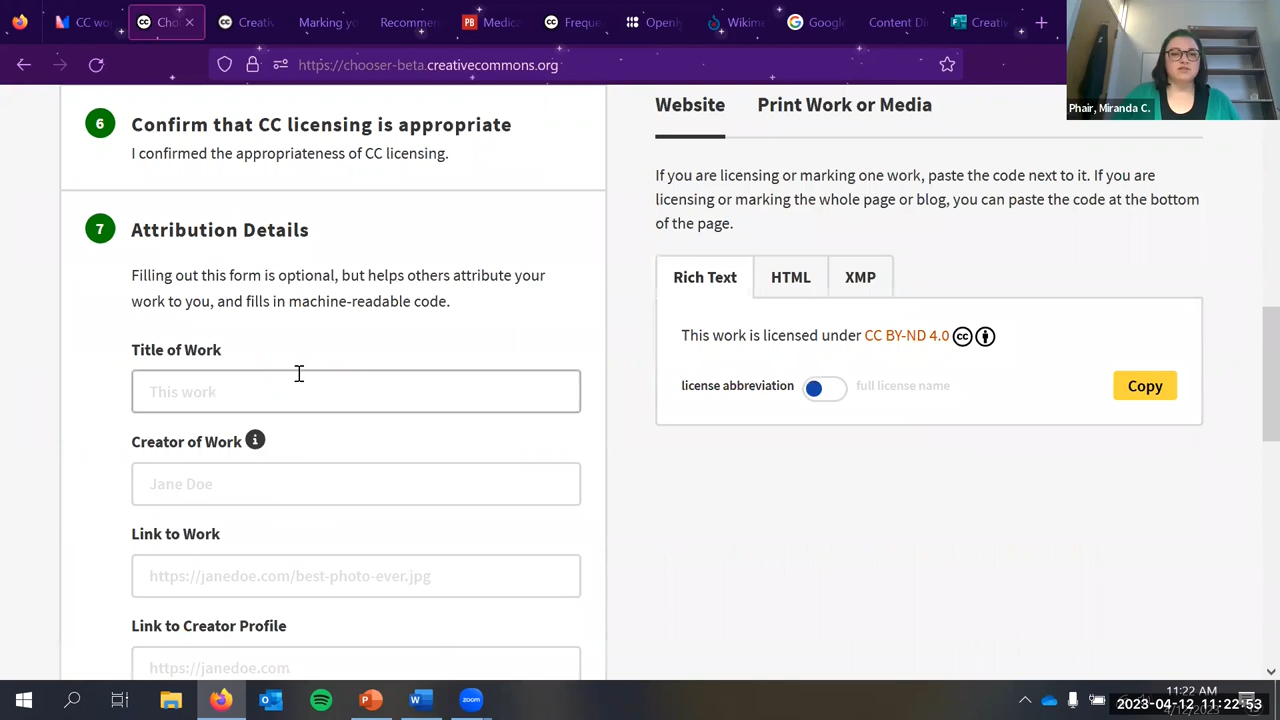 CC wo
Cho
Creati
Marking yo
Recomme
PB Medica
Freque
Openly
Wikime
Google
Content Di
Creativ
https://chooser-beta.creativecommons.org
Phair, Miranda C.
6 Confirm that CC licensing is appropriate
I confirmed the appropriateness of CC licensing.
7 Attribution Details
Filling out this form is optional, but helps others attribute your
work to you, and fills in machine-readable code.
Title of Work
This work
Creator of Work
Jane Doe
Link to Work
https://janedoe.com/best-photo-ever.jpg
Link to Creator Profile
https://janedoe.com
Website Print Work or Media
If you are licensing or marking one work, paste the code next to it. If you are
licensing or marking the whole page or blog, you can paste the code at the bottom
of the page.
Rich Text HTML XMP
This work is licensed under CC BY-ND 4.0
license abbreviation full license name Copy
11:22 AM
2023-04-12 11:22:53